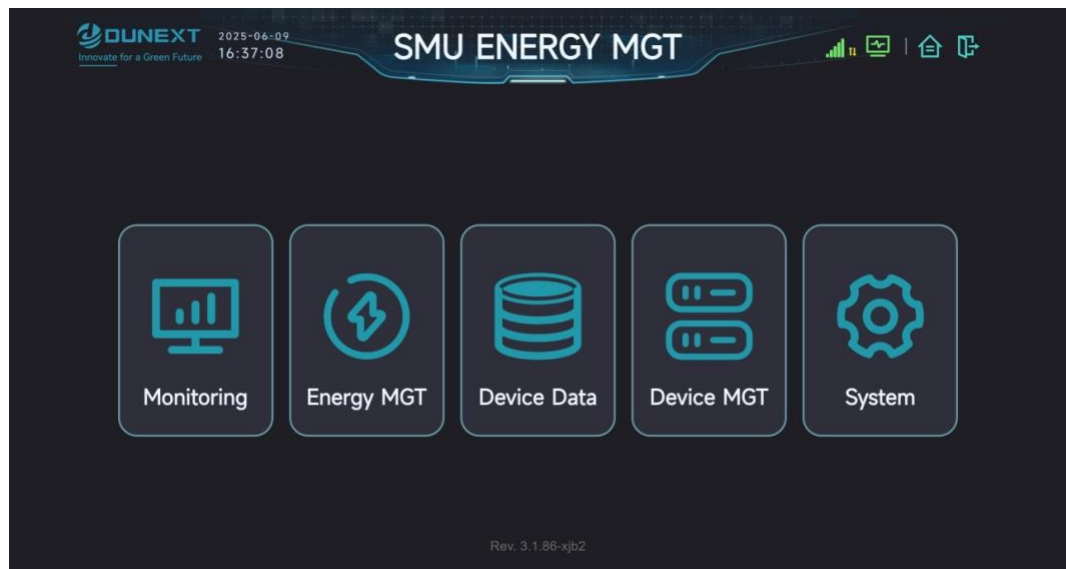 DUNEXT
Innovate for a Green Future
2025-06-09
16:37:08
SMU ENERGY MGT
Monitoring
Energy MGT
Device Data
Device MGT
System
Rev. 3.1.86-xjb2